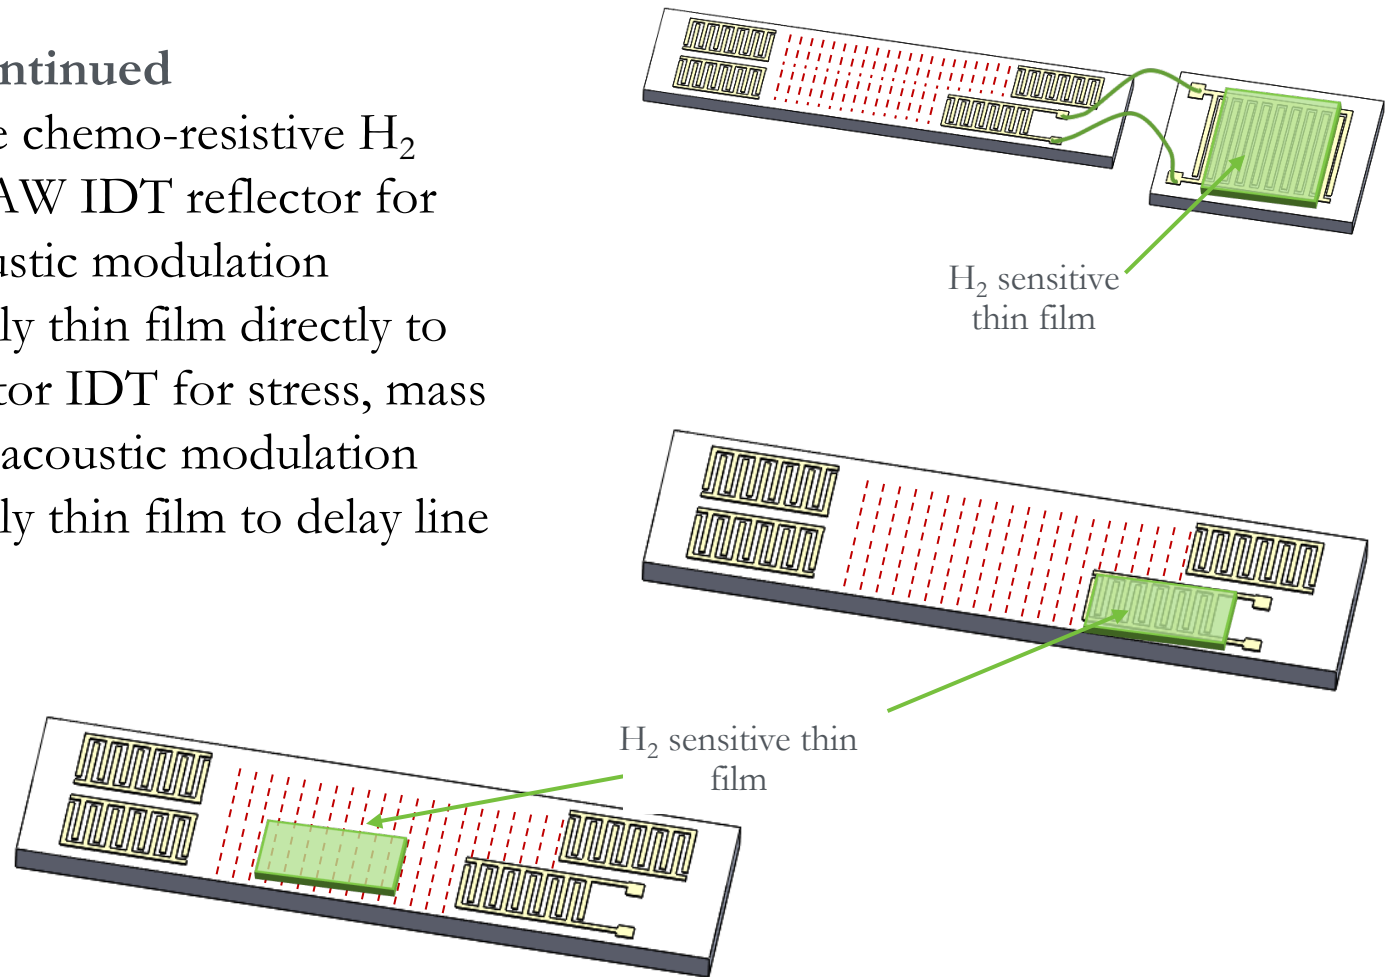 ntinued
e chemo-resistive H₂
AW IDT reflector for
ustic modulation
ly thin film directly to
tor IDT for stress, mass
acoustic modulation
ly thin film to delay line
H₂ sensitive
thin film
H₂ sensitive thin
film